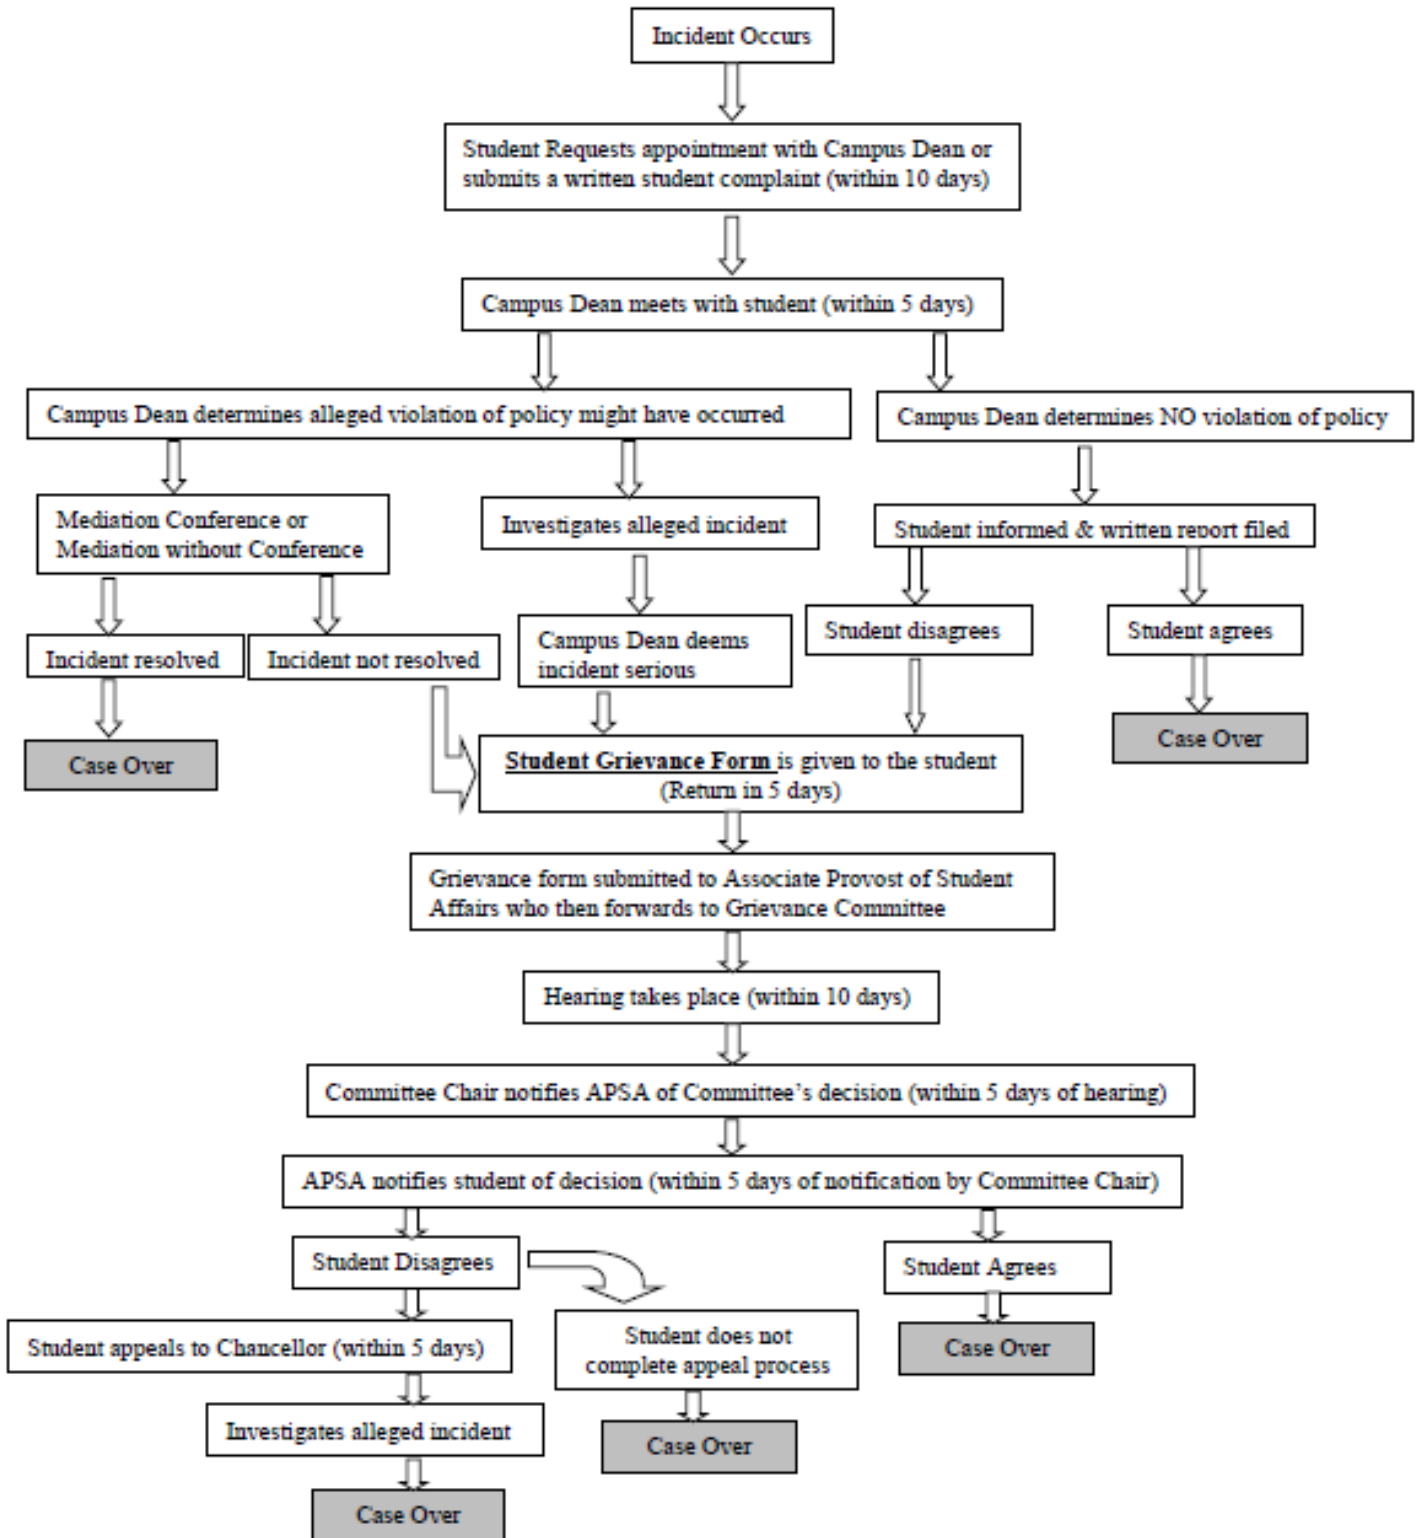 Incident Occurs
Student Requests appointment with Campus Dean or
submits a written student complaint (within 10 days)
Campus Dean meets with student (within 5 days)
Campus Dean determines alleged violation of policy might have occurred
Campus Dean determines NO violation of policy
Mediation Conference or
Mediation without Conference
Investigates alleged incident
Student informed & written report filed
Incident resolved
Incident not resolved
Campus Dean deems
incident serious
Student disagrees
Student agrees
Case Over
Case Over
Student Grievance Form is given to the student
(Return in 5 days)
Grievance form submitted to Associate Provost of Student
Affairs who then forwards to Grievance Committee
Hearing takes place (within 10 days)
Committee Chair notifies APSA of Committee’s decision (within 5 days of hearing)
APSA notifies student of decision (within 5 days of notification by Committee Chair)
Student Disagrees
Student Agrees
Student appeals to Chancellor (within 5 days)
Student does not
complete appeal process
Case Over
Investigates alleged incident
Case Over
Case Over